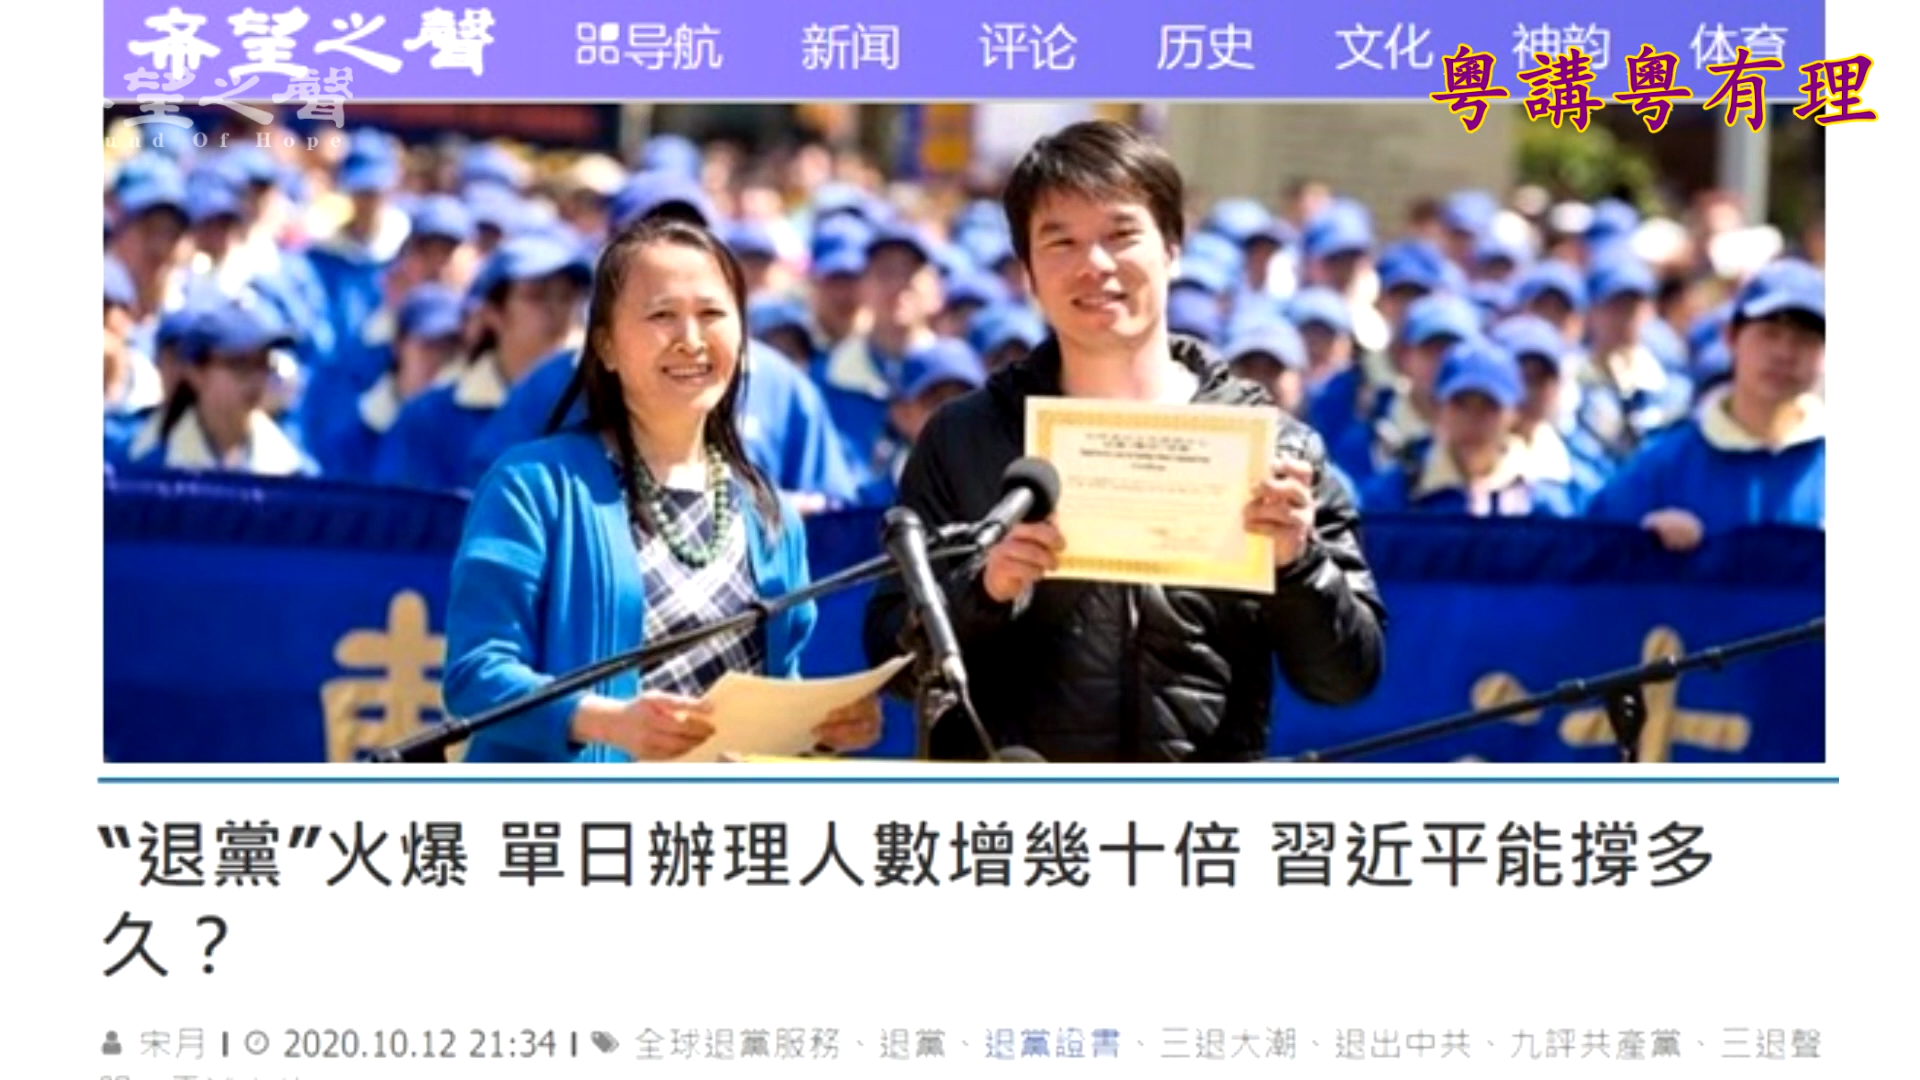 希望之聲
导航 新闻 评论 历史 文化 神韵 体育
望之聲
und Of Hope
粵講粵有理
“退黨”火爆 單日辦理人數增幾十倍 習近平能撐多
久？
宋月 | 2020.10.12 21:34 | 全球退黨服務、退黨、退黨證書、三退大潮、退出中共、九評共產黨、三退聲